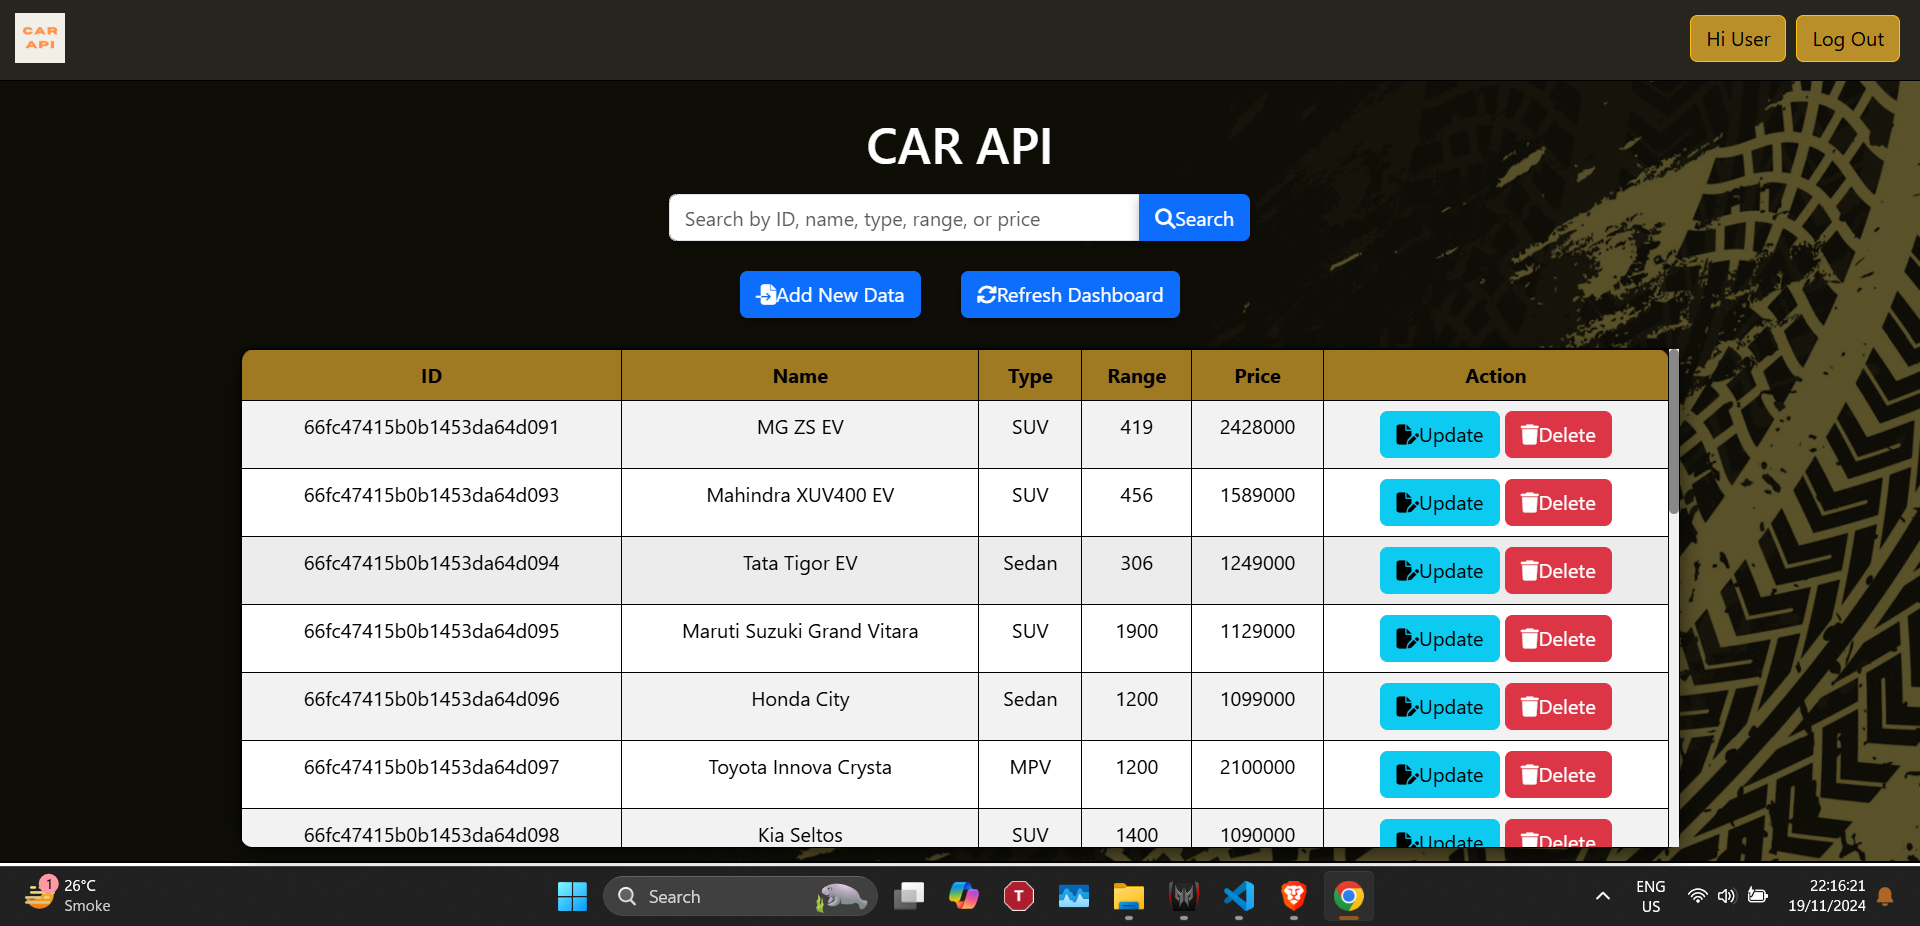 CAR
API
Hi User
Log Out
CAR API
Search by ID, name, type, range, or price
Search
Add New Data
Refresh Dashboard
ID Name Type Range Price Action
66fc47415b0b1453da64d091 MG ZS EV SUV 419 2428000 Update Delete
66fc47415b0b1453da64d093 Mahindra XUV400 EV SUV 456 1589000 Update Delete
66fc47415b0b1453da64d094 Tata Tigor EV Sedan 306 1249000 Update Delete
66fc47415b0b1453da64d095 Maruti Suzuki Grand Vitara SUV 1900 1129000 Update Delete
66fc47415b0b1453da64d096 Honda City Sedan 1200 1099000 Update Delete
66fc47415b0b1453da64d097 Toyota Innova Crysta MPV 1200 2100000 Update Delete
66fc47415b0b1453da64d098 Kia Seltos SUV 1400 1090000 Update Delete
1
26°C
Smoke
Search
T
ENG
US
22:16:21
19/11/2024